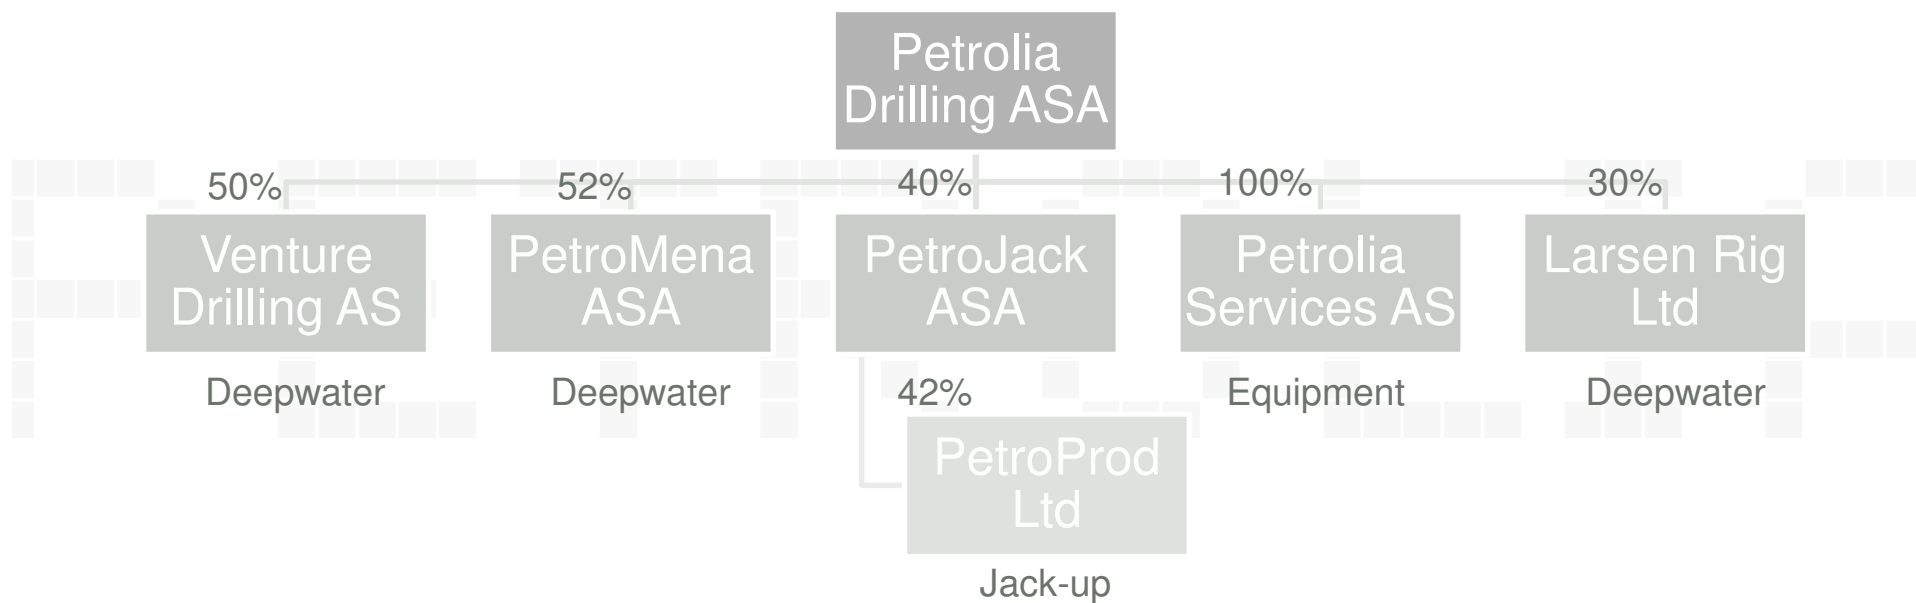 Petrolia
Drilling ASA
50%
52%
40%
100%
30%
Venture
Drilling AS
PetroMena
ASA
PetroJack
ASA
Petrolia
Services AS
Larsen Rig
Ltd
Deepwater
Deepwater
42%
Equipment
Deepwater
PetroProd
Ltd
Jack-up